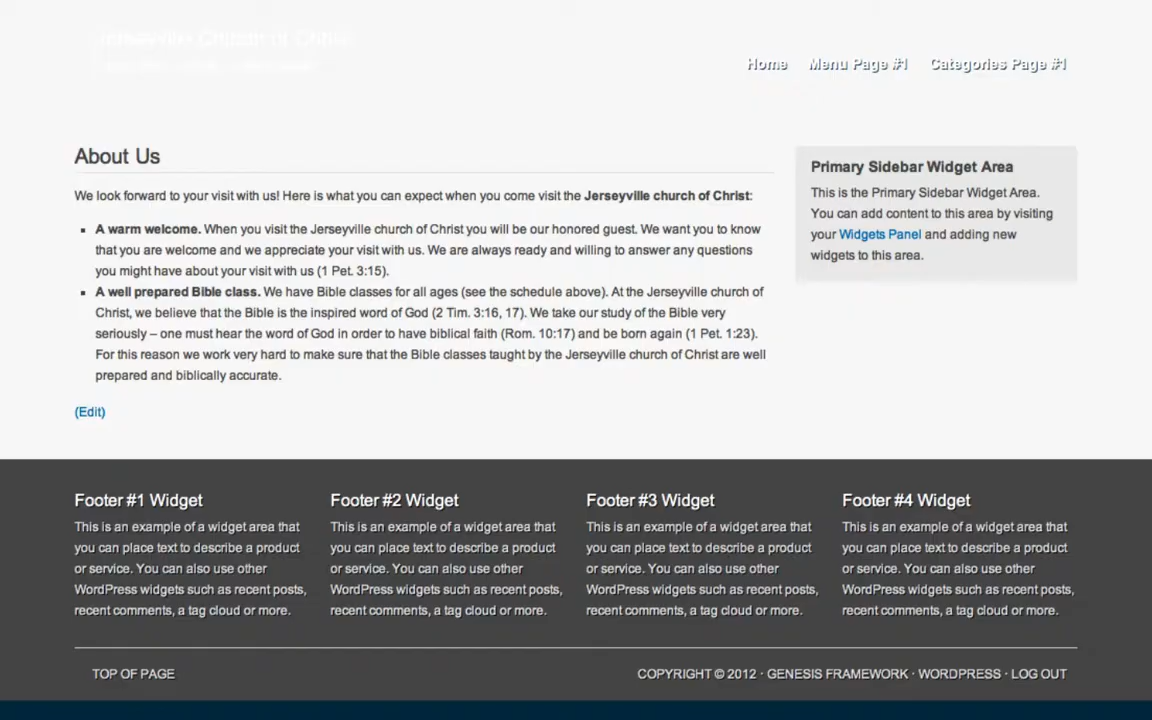 Jerseyville Church of Christ
Home Menu Page #1 Categories Page #1
About Us
We look forward to your visit with us! Here is what you can expect when you come visit the Jerseyville church of Christ:
A warm welcome. When you visit the Jerseyville church of Christ you will be our honored guest. We want you to know
that you are welcome and we appreciate your visit with us. We are always ready and willing to answer any questions
you might have about your visit with us (1 Pet. 3:15).
A well prepared Bible class. We have Bible classes for all ages (see the schedule above). At the Jerseyville church of
Christ, we believe that the Bible is the inspired word of God (2 Tim. 3:16, 17). We take our study of the Bible very
seriously – one must hear the word of God in order to have biblical faith (Rom. 10:17) and be born again (1 Pet. 1:23).
For this reason we work very hard to make sure that the Bible classes taught by the Jerseyville church of Christ are well
prepared and biblically accurate.
(Edit)
Primary Sidebar Widget Area
This is the Primary Sidebar Widget Area.
You can add content to this area by visiting
your Widgets Panel and adding new
widgets to this area.
Footer #1 Widget
This is an example of a widget area that
you can place text to describe a product
or service. You can also use other
WordPress widgets such as recent posts,
recent comments, a tag cloud or more.
Footer #2 Widget
This is an example of a widget area that
you can place text to describe a product
or service. You can also use other
WordPress widgets such as recent posts,
recent comments, a tag cloud or more.
Footer #3 Widget
This is an example of a widget area that
you can place text to describe a product
or service. You can also use other
WordPress widgets such as recent posts,
recent comments, a tag cloud or more.
Footer #4 Widget
This is an example of a widget area that
you can place text to describe a product
or service. You can also use other
WordPress widgets such as recent posts,
recent comments, a tag cloud or more.
TOP OF PAGE
COPYRIGHT © 2012 · GENESIS FRAMEWORK · WORDPRESS · LOG OUT